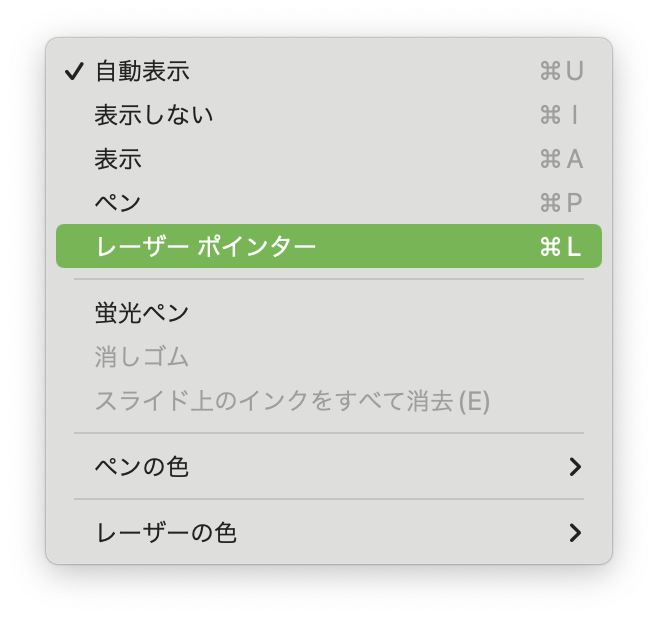 ✓ 自動表示 ⌘U
表示しない ⌘I
表示 ⌘A
ペン ⌘P
レーザー ポインター ⌘L
蛍光ペン
消しゴム
スライド上のインクをすべて消去(E)
ペンの色
レーザーの色